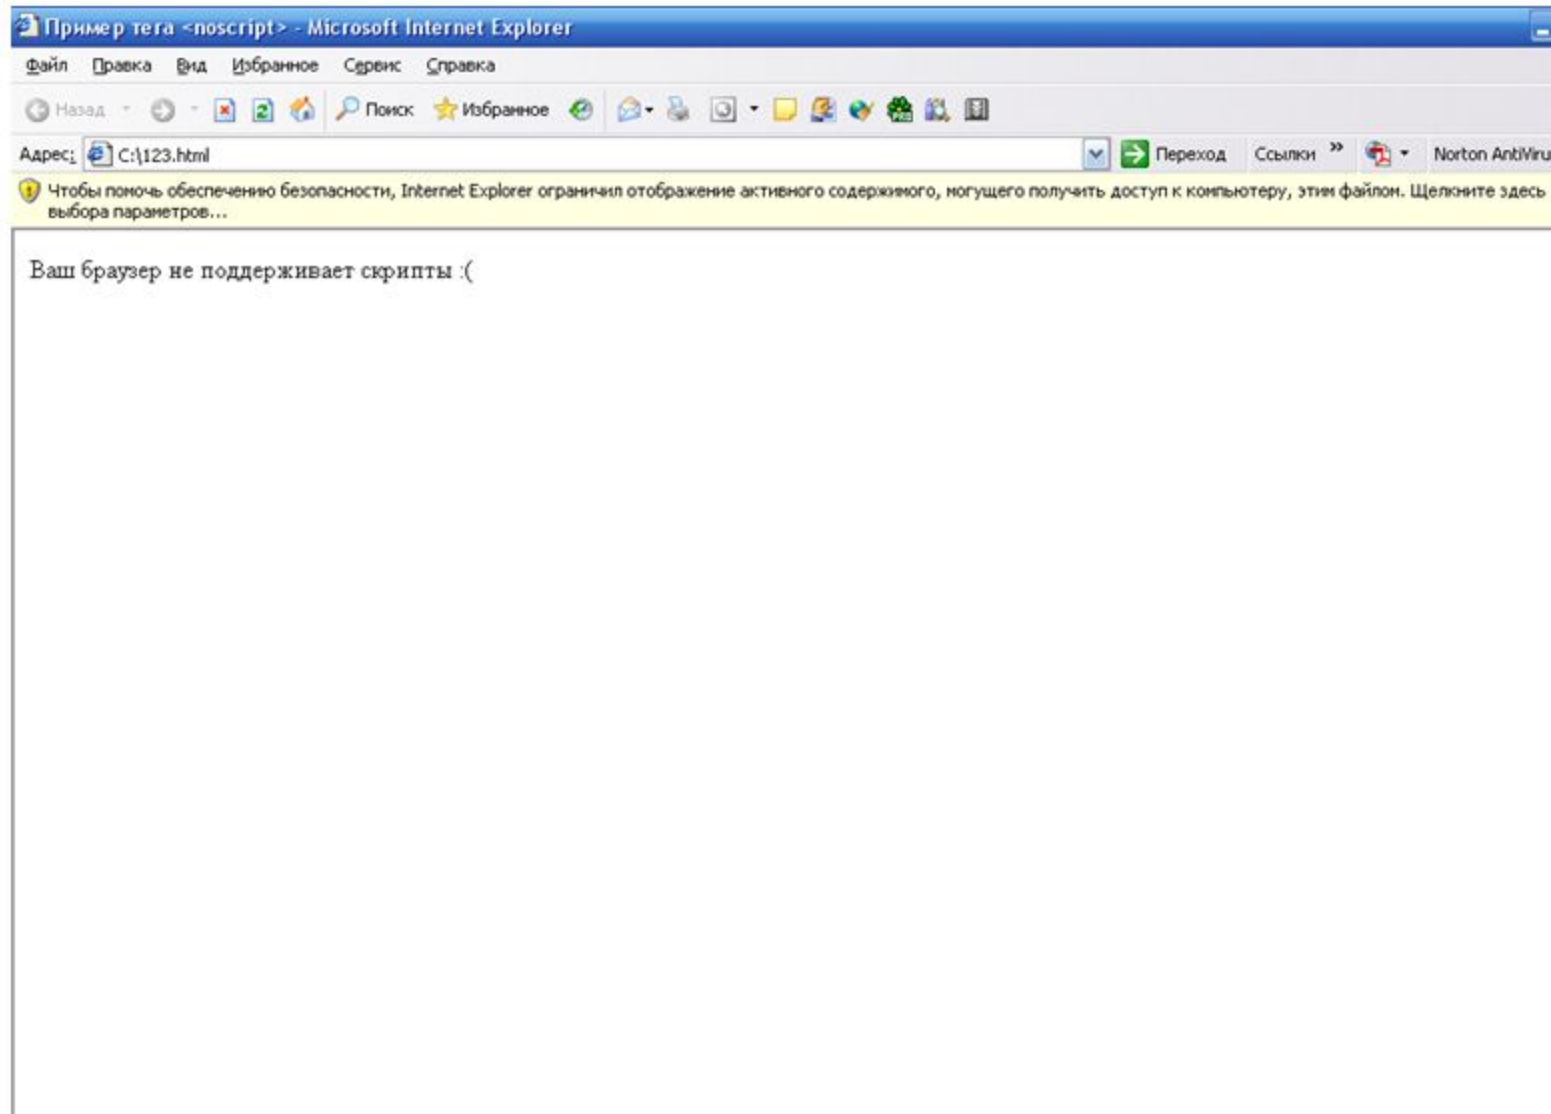 Пример тега <noscript> - Microsoft Internet Explorer
Файл Правка Вид Избранное Сервис Справка
Назад Поиск Избранное
Адрес: C:\123.html Переход Ссылки » Norton AntiViru
Чтобы помочь обеспечению безопасности, Internet Explorer ограничил отображение активного содержимого, могущего получить доступ к компьютеру, этим файлом. Щелкните здесь
выбора параметров...
Ваш браузер не поддерживает скрипты :(